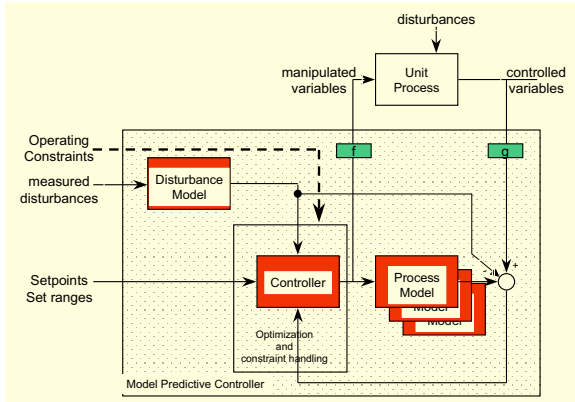 disturbances
manipulated
variables
Unit
Process
controlled
variables
Operating
Constraints
f
g
measured
disturbances
Disturbance
Model
Setpoints
Set ranges
Controller
Process
Model
Model
Model
- +
Optimization
and
constraint handling
Model Predictive Controller